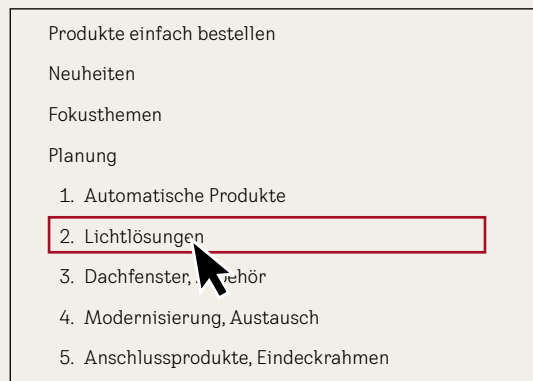 Produkte einfach bestellen
Neuheiten
Fokusthemen
Planung
1. Automatische Produkte
2. Lichtlösungen
3. Dachfenster,
4. Modernisierung, Austausch
5. Anschlussprodukte, Eindeckrahmen